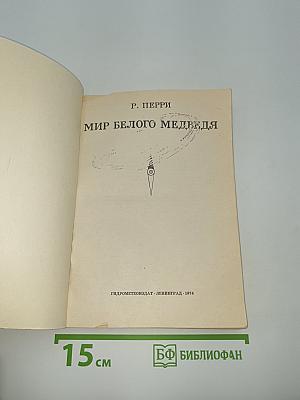 Р. ПЕРРИ
МИР БЕЛОГО МЕДВЕДЯ
ГИДРОМЕТЕОИЗДАТ · ЛЕНИНГРАД · 1974
15 см
БФ БИБЛИОФАН